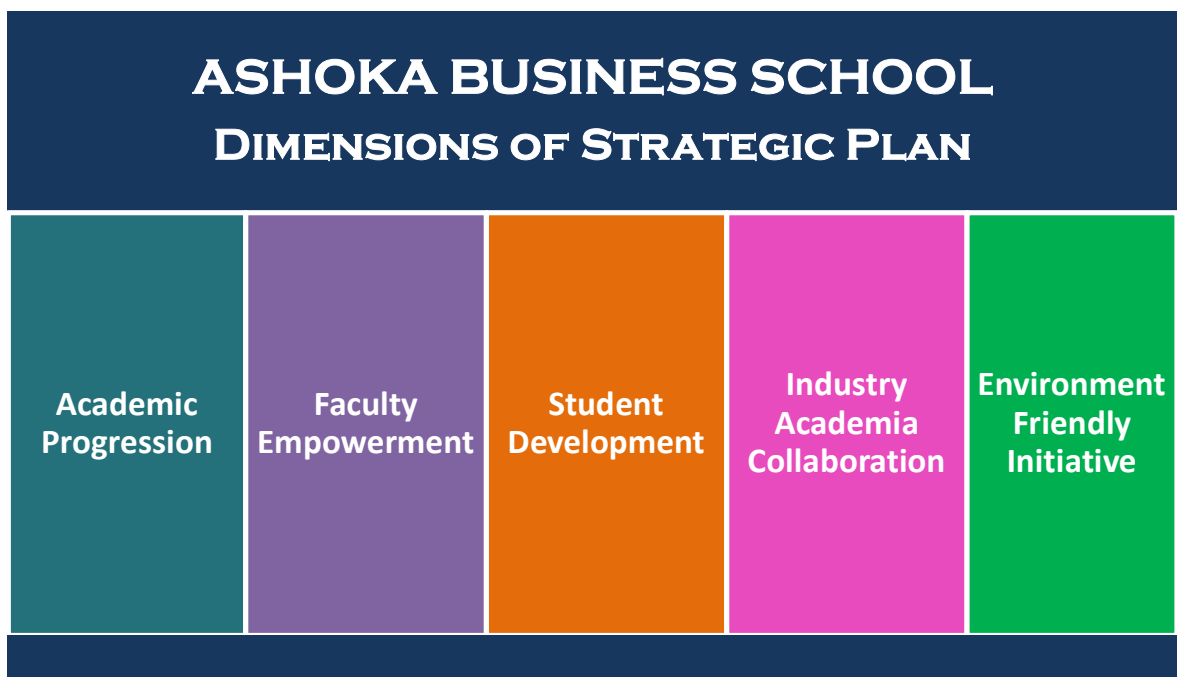 ASHOKA BUSINESS SCHOOL
DIMENSIONS OF STRATEGIC PLAN
Academic
Progression
Faculty
Empowerment
Student
Development
Industry
Academia
Collaboration
Environment
Friendly
Initiative